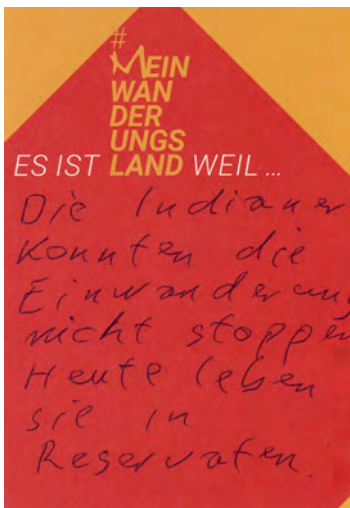 #
MEIN
WAN
DER
UNGS
ES IST LAND WEIL ...
Die Indianer
konnten die
Einwanderung
nicht stoppen
Heute leben
sie in
Reservaten.